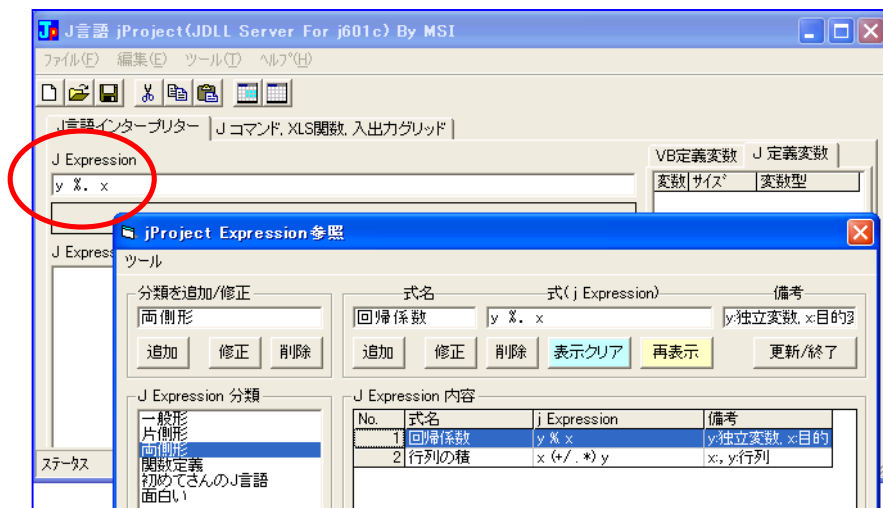 J言語 jProject(JDLL Server For j601c) By MSI
ファイル(F) 編集(E) ツール(T) ヘルプ(H)
J言語インタープリター Jコマンド, XLS関数, 入出力グリッド
J Expression
VB定義変数 J 定義変数
y %. x
変数 サイズ 変数型
jProject Expression参照
J Express
ツール
分類を追加/修正 式名 式(j Expression) 備考
両側形 回帰係数 y %. x y:独立変数, x:目的変
追加 修正 削除 追加 修正 削除 表示クリア 再表示 更新/終了
J Expression 分類 J Expression 内容
一般形
片側形
両側形
関数定義
初めてさんのJ言語
面白い
No. 式名 j Expression 備考
1 回帰係数 y %. x y:独立変数, x:目的
2 行列の積 x (+/ . *) y x:, y:行列
ステータス